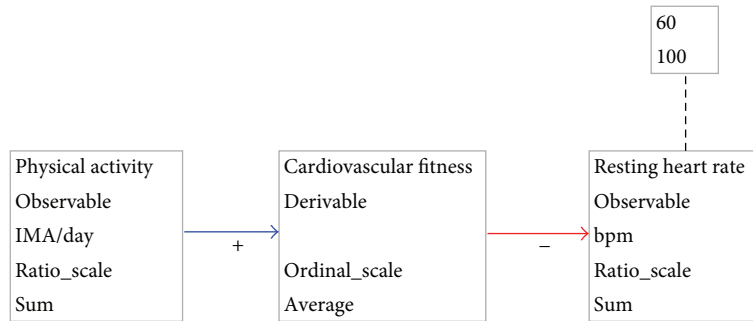 60
100
Physical activity
Observable
IMA/day
Ratio_scale
Sum
+
Cardiovascular fitness
Derivable
Ordinal_scale
Average
−
Resting heart rate
Observable
bpm
Ratio_scale
Sum